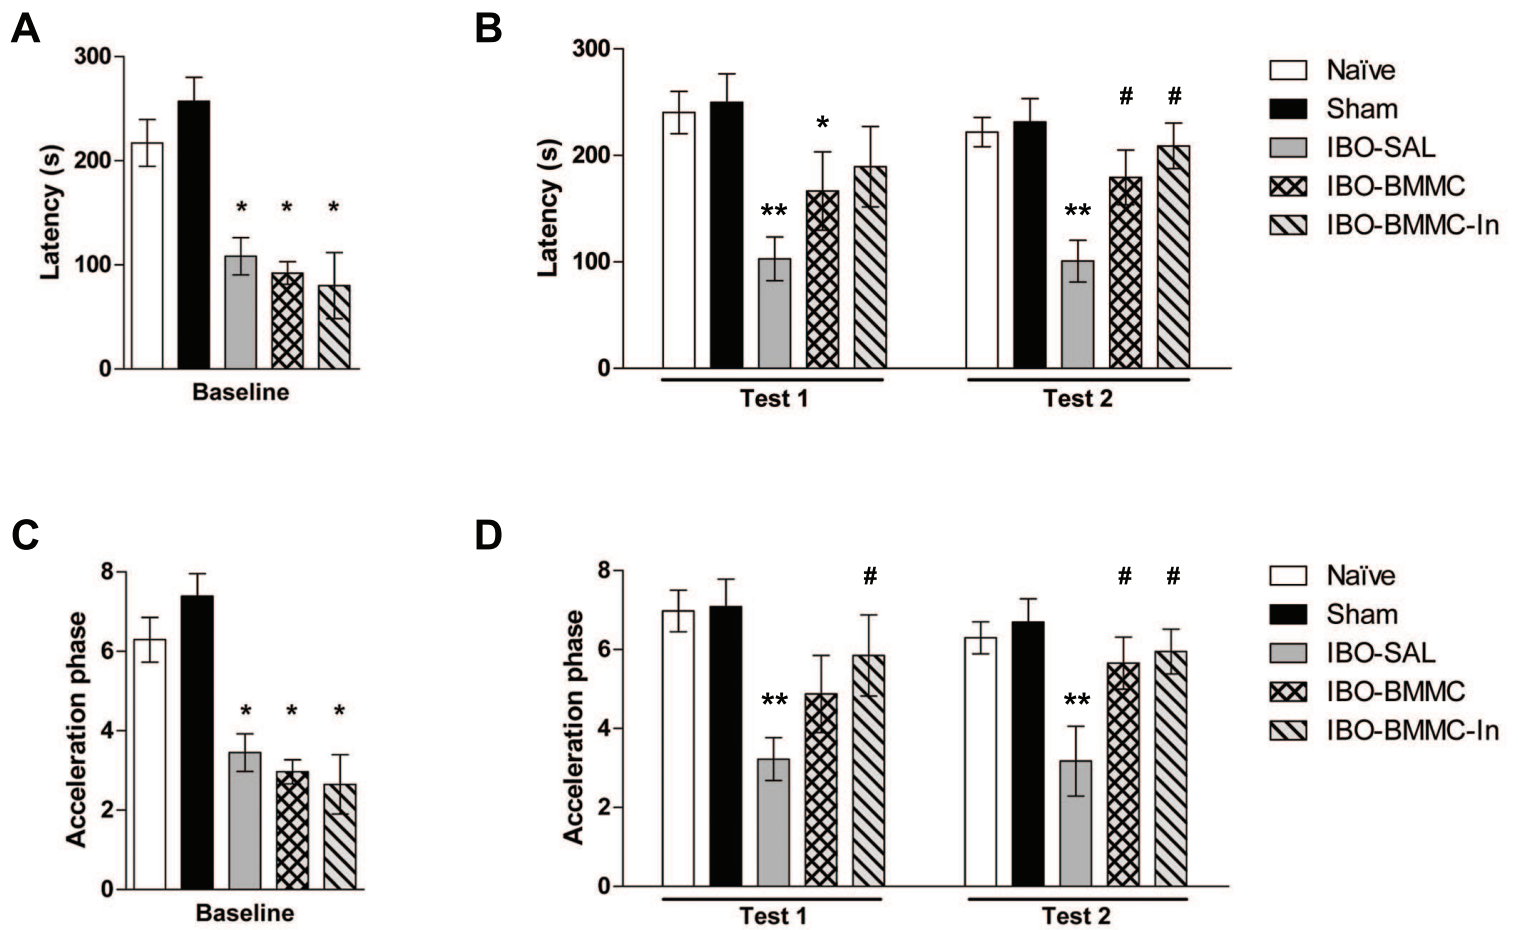 A
Latency (s)
300
200
100
0
* * *
Baseline
B
Latency (s)
300
200
100
0
**
*
**
# #
Test 1 Test 2
Naïve
Sham
IBO-SAL
IBO-BMMC
IBO-BMMC-In
C
Acceleration phase
8
6
4
2
0
* * *
Baseline
D
Acceleration phase
8
6
4
2
0
**
#
**
# #
Test 1 Test 2
Naïve
Sham
IBO-SAL
IBO-BMMC
IBO-BMMC-In